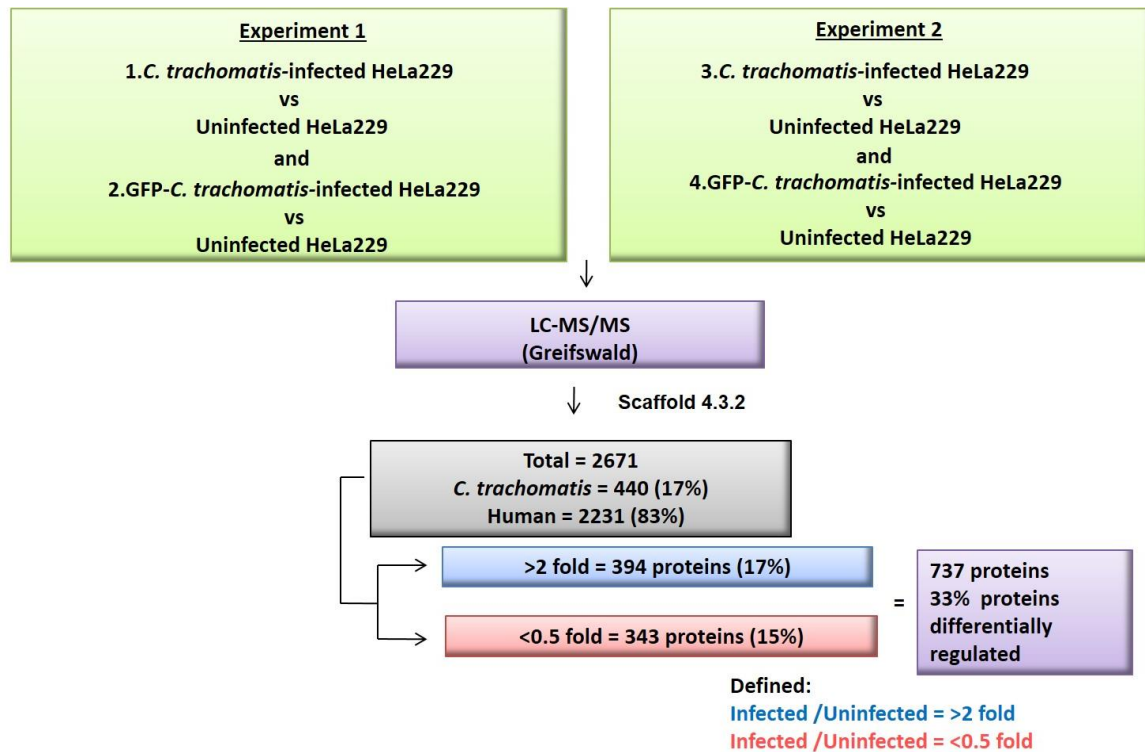 Experiment 1
1.C. trachomatis-infected HeLa229
vs
Uninfected HeLa229
and
2.GFP-C. trachomatis-infected HeLa229
vs
Uninfected HeLa229
Experiment 2
3.C. trachomatis-infected HeLa229
vs
Uninfected HeLa229
and
4.GFP-C. trachomatis-infected HeLa229
vs
Uninfected HeLa229
LC-MS/MS
(Greifswald)
Scaffold 4.3.2
Total = 2671
C. trachomatis = 440 (17%)
Human = 2231 (83%)
>2 fold = 394 proteins (17%)
<0.5 fold = 343 proteins (15%)
=
737 proteins
33% proteins
differentially
regulated
Defined:
Infected /Uninfected = >2 fold
Infected /Uninfected = <0.5 fold